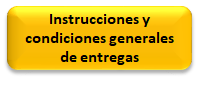 Instrucciones y
condiciones generales
de entregas